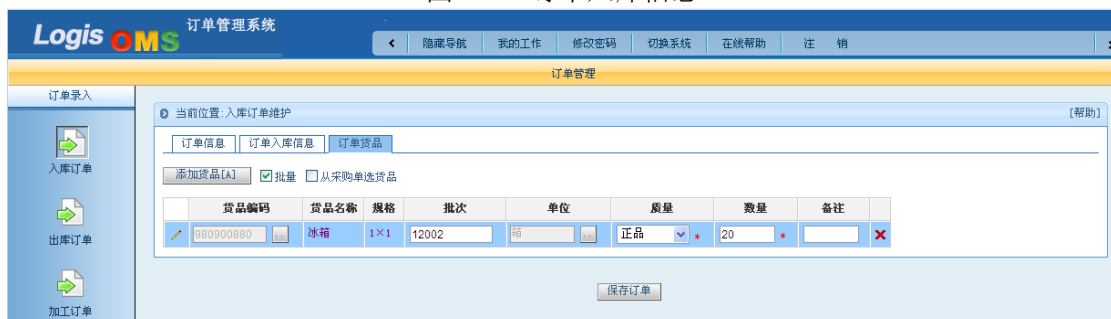 Logis OMS 订单管理系统
隐藏导航 我的工作 修改密码 切换系统 在线帮助 注 销
订单管理
订单录入
当前位置:入库订单维护 [帮助]
订单信息 订单入库信息 订单货品
入库订单
添加货品[A] 批量 从采购单选货品
货品编码 货品名称 规格 批次 单位 质量 数量 备注
980900880 .. 冰箱 1×1 12002 箱 .. 正品 * 20 *
出库订单
保存订单
加工订单